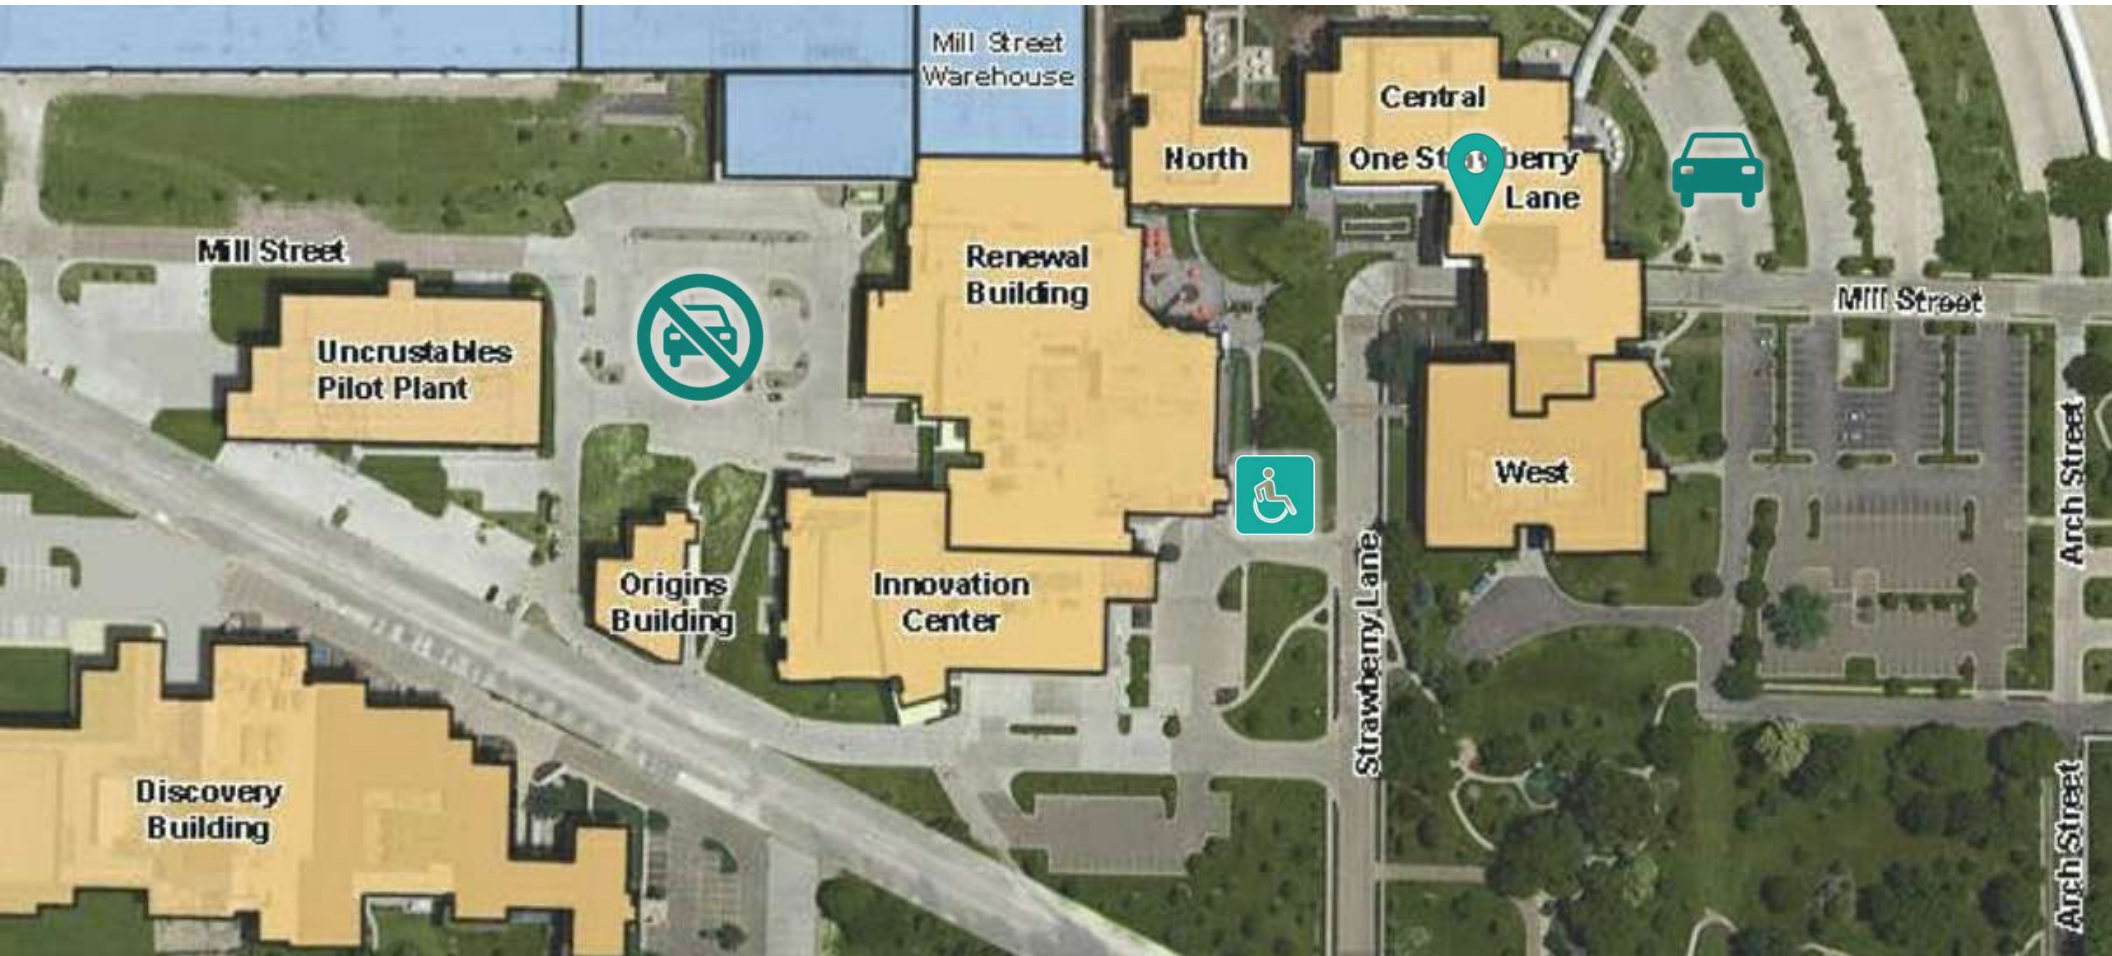 Mill Street
Warehouse
Central
North
One St
berry
Lane
Mill Street
Renewal
Building
Mill Street
Uncrustables
Pilot Plant
West
Arch Street
Origins
Building
Innovation
Center
Strawberry Lane
Discovery
Building
Arch Street